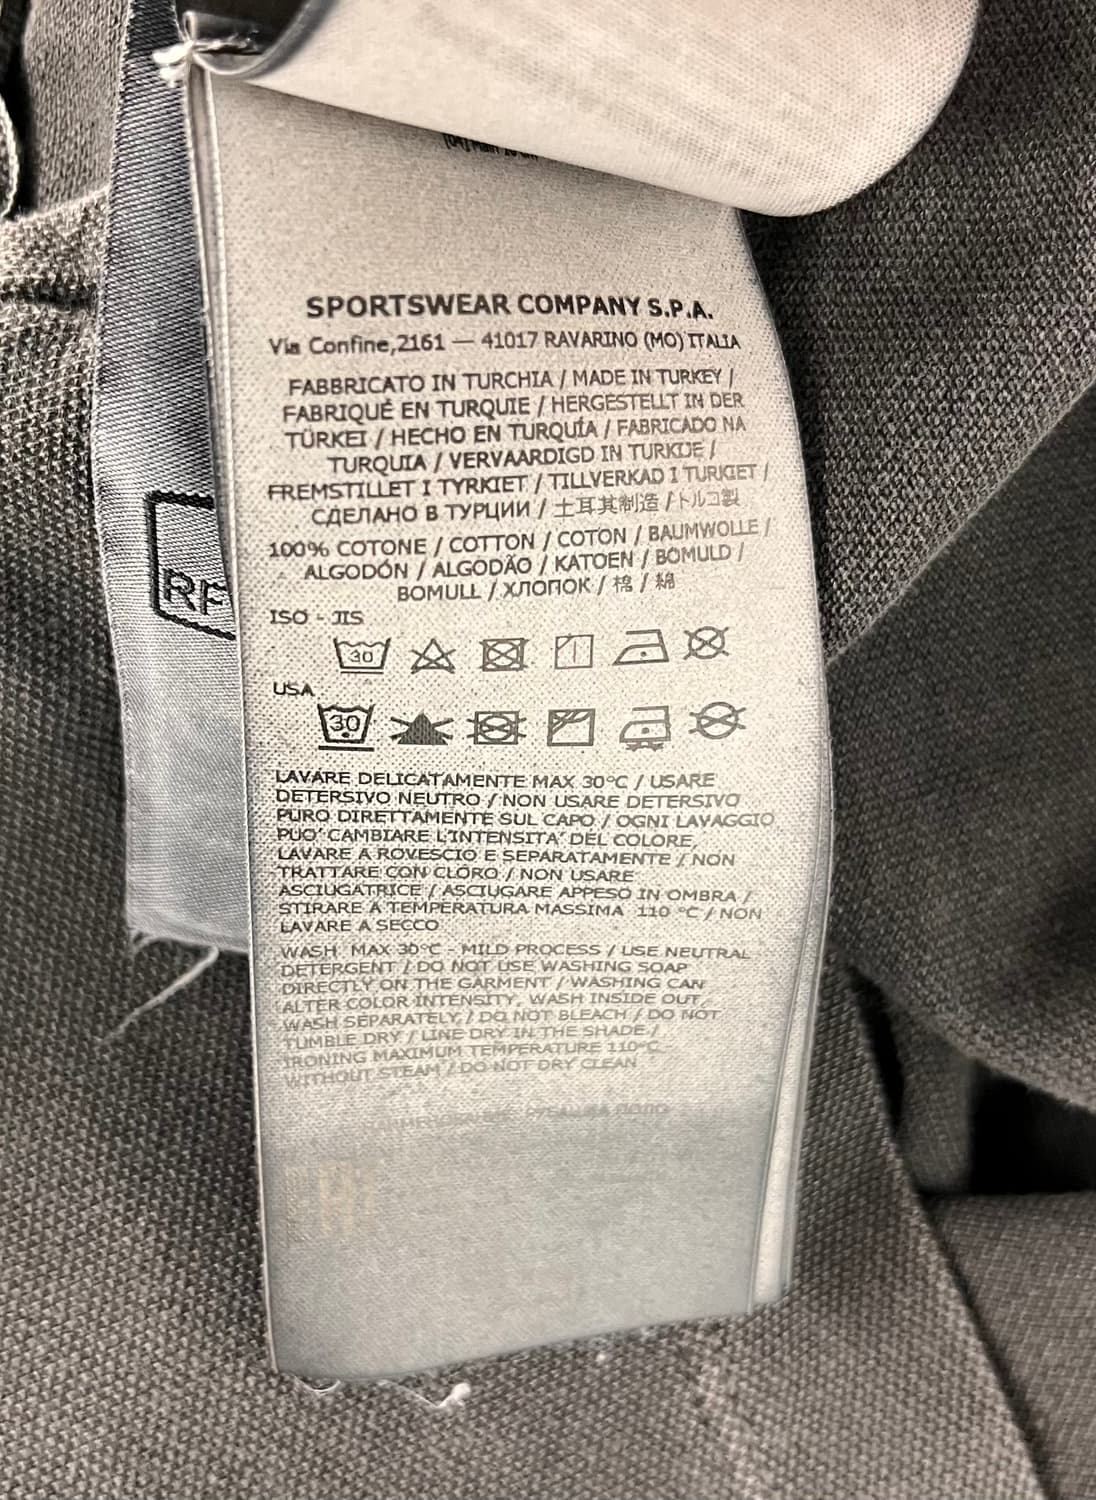 SPORTSWEAR COMPANY S.P.A.
Via Confine,2161 — 41017 RAVARINO (MO) ITALIA
FABBRICATO IN TURCHIA / MADE IN TURKEY /
FABRIQUÉ EN TURQUIE / HERGESTELLT IN DER
TÜRKEI / HECHO EN TURQUÍA / FABRICADO NA
TURQUIA / VERVAARDIGD IN TURKIJE /
FREMSTILLET I TYRKIET / TILLVERKAD I TURKIET /
СДЕЛАНО В ТУРЦИИ / 土耳其制造 / トルコ製
100% COTONE / COTTON / COTON / BAUMWOLLE /
ALGODÓN / ALGODÃO / KATOEN / BOMULD /
BOMULL / ХЛОПОК / 棉 / 綿
ISO - JIS
30
USA
30
RF
LAVARE DELICATAMENTE MAX 30°C / USARE
DETERSIVO NEUTRO / NON USARE DETERSIVO
PURO DIRETTAMENTE SUL CAPO / OGNI LAVAGGIO
PUO' CAMBIARE L'INTENSITA' DEL COLORE,
LAVARE A ROVESCIO E SEPARATAMENTE / NON
TRATTARE CON CLORO / NON USARE
ASCIUGATRICE / ASCIUGARE APPESO IN OMBRA /
STIRARE A TEMPERATURA MASSIMA 110 °C / NON
LAVARE A SECCO
WASH MAX 30°C - MILD PROCESS / USE NEUTRAL
DETERGENT / DO NOT USE WASHING SOAP
DIRECTLY ON THE GARMENT / WASHING CAN
ALTER COLOR INTENSITY, WASH INSIDE OUT,
WASH SEPARATELY / DO NOT BLEACH / DO NOT
TUMBLE DRY / LINE DRY IN THE SHADE /
IRONING MAXIMUM TEMPERATURE 110°C
WITHOUT STEAM / DO NOT DRY CLEAN